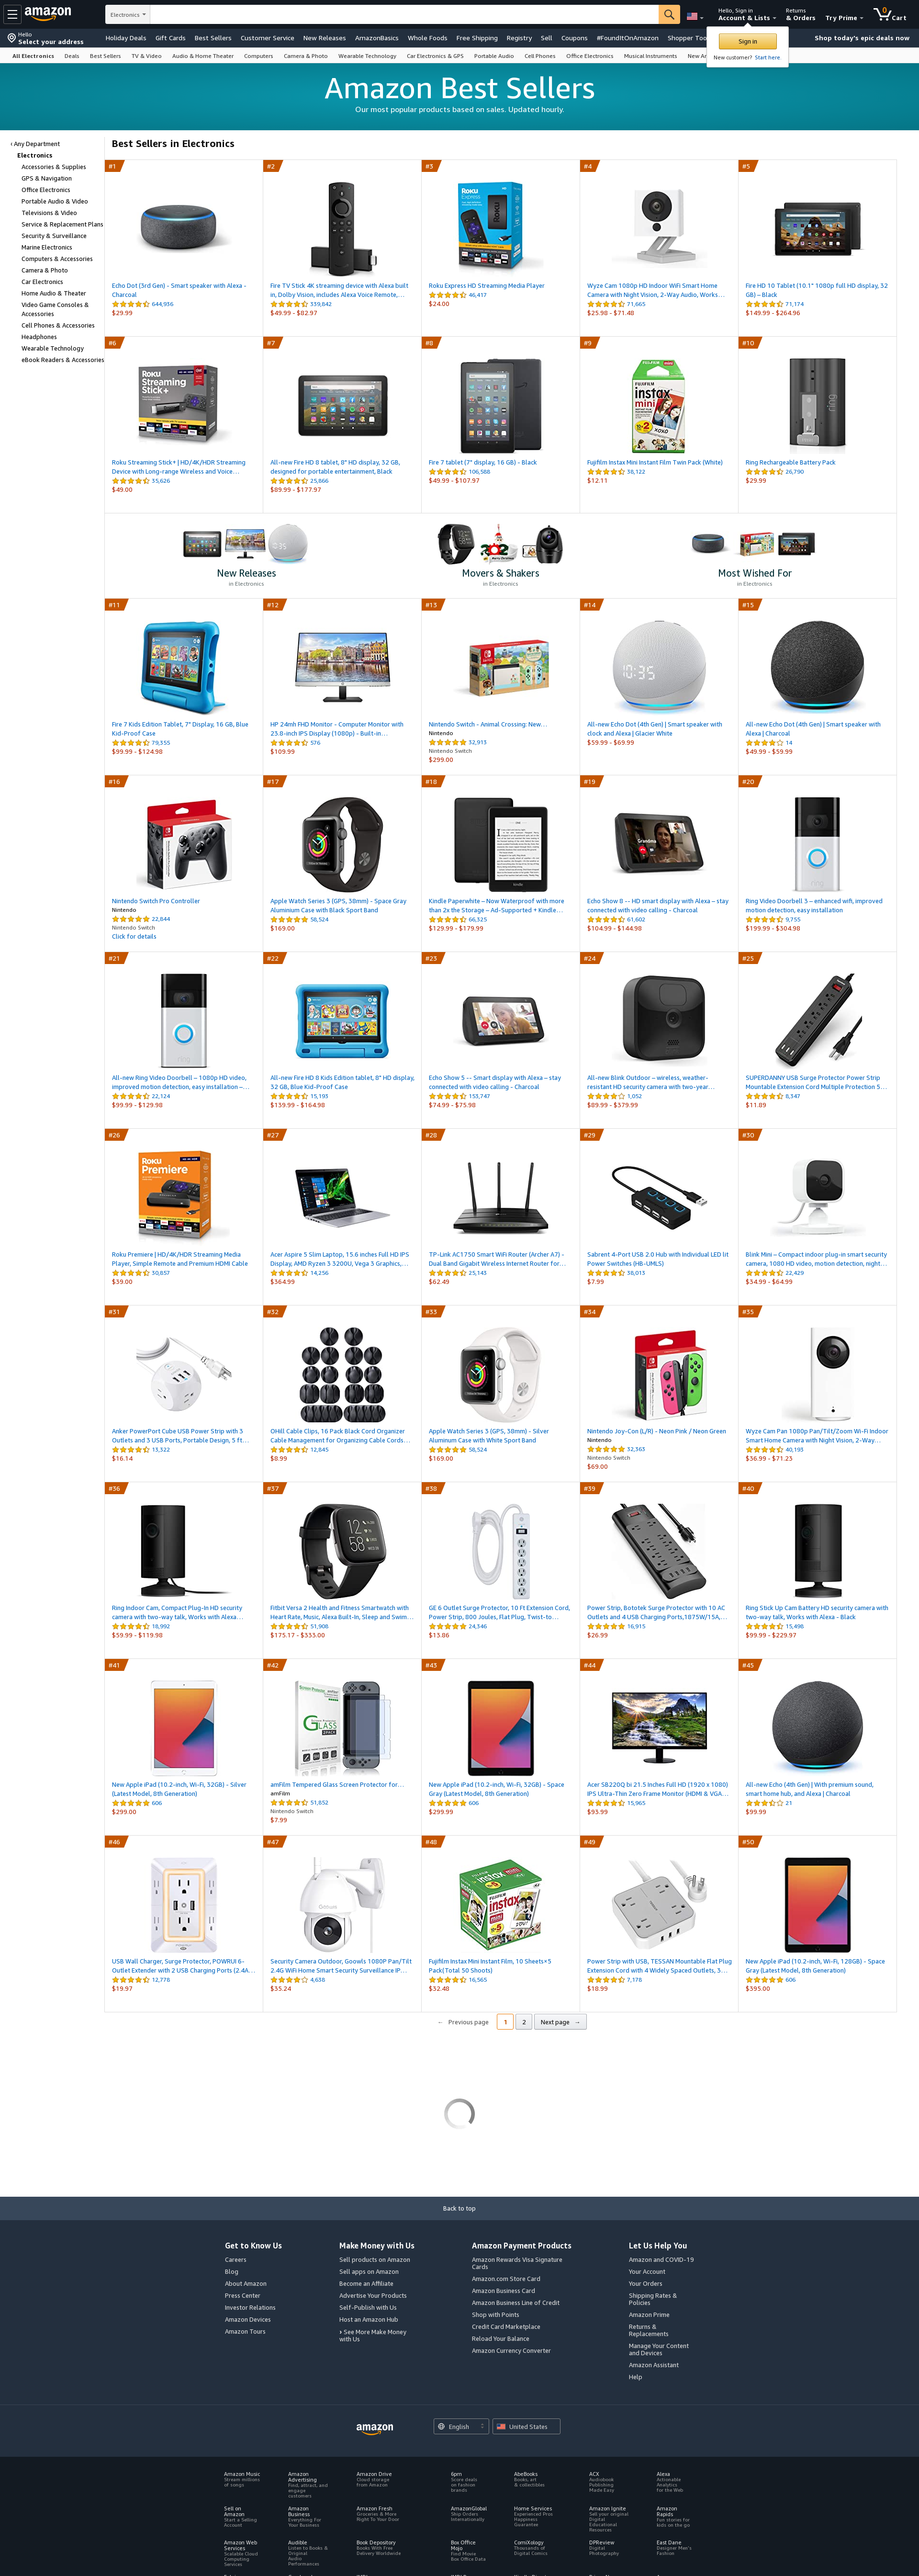 amazon
Electronics
Hello, Sign in
Account & Lists
Returns
& Orders
Try Prime
0
Cart
Hello
Select your address
Holiday Deals
Gift Cards
Best Sellers
Customer Service
New Releases
AmazonBasics
Whole Foods
Free Shipping
Registry
Sell
Coupons
#FoundItOnAmazon
Shopper Too
Shop today's epic deals now
Sign in
New customer? Start here.
All Electronics
Deals
Best Sellers
TV & Video
Audio & Home Theater
Computers
Camera & Photo
Wearable Technology
Car Electronics & GPS
Portable Audio
Cell Phones
Office Electronics
Musical Instruments
New Ar
Amazon Best Sellers
Our most popular products based on sales. Updated hourly.
‹ Any Department
Electronics
Accessories & Supplies
GPS & Navigation
Office Electronics
Portable Audio & Video
Televisions & Video
Service & Replacement Plans
Security & Surveillance
Marine Electronics
Computers & Accessories
Camera & Photo
Car Electronics
Home Audio & Theater
Video Game Consoles &
Accessories
Cell Phones & Accessories
Headphones
Wearable Technology
eBook Readers & Accessories
Best Sellers in Electronics
#1
Echo Dot (3rd Gen) - Smart speaker with Alexa -
Charcoal
644,936
$29.99
#2
Fire TV Stick 4K streaming device with Alexa built
in, Dolby Vision, includes Alexa Voice Remote,…
339,842
$49.99 - $82.97
#3
Roku Express HD Streaming Media Player
46,417
$24.00
#4
Wyze Cam 1080p HD Indoor WiFi Smart Home
Camera with Night Vision, 2-Way Audio, Works…
71,665
$25.98 - $71.48
#5
Fire HD 10 Tablet (10.1" 1080p full HD display, 32
GB) – Black
71,174
$149.99 - $264.96
#6
Roku Streaming Stick+ | HD/4K/HDR Streaming
Device with Long-range Wireless and Voice…
35,626
$49.00
#7
All-new Fire HD 8 tablet, 8" HD display, 32 GB,
designed for portable entertainment, Black
25,866
$89.99 - $177.97
#8
Fire 7 tablet (7" display, 16 GB) - Black
106,568
$49.99 - $107.97
#9
Fujifilm Instax Mini Instant Film Twin Pack (White)
38,122
$12.11
#10
Ring Rechargeable Battery Pack
26,790
$29.99
New Releases
in Electronics
Movers & Shakers
in Electronics
Most Wished For
in Electronics
#11
Fire 7 Kids Edition Tablet, 7" Display, 16 GB, Blue
Kid-Proof Case
79,355
$99.99 - $124.98
#12
HP 24mh FHD Monitor - Computer Monitor with
23.8-inch IPS Display (1080p) - Built-in…
576
$109.99
#13
Nintendo Switch - Animal Crossing: New…
Nintendo
32,913
Nintendo Switch
$299.00
#14
All-new Echo Dot (4th Gen) | Smart speaker with
clock and Alexa | Glacier White
$59.99 - $69.99
#15
All-new Echo Dot (4th Gen) | Smart speaker with
Alexa | Charcoal
14
$49.99 - $59.99
#16
Nintendo Switch Pro Controller
Nintendo
22,844
Nintendo Switch
Click for details
#17
Apple Watch Series 3 (GPS, 38mm) - Space Gray
Aluminium Case with Black Sport Band
58,524
$169.00
#18
Kindle Paperwhite – Now Waterproof with more
than 2x the Storage – Ad-Supported + Kindle…
66,325
$129.99 - $179.99
#19
Echo Show 8 -- HD smart display with Alexa – stay
connected with video calling - Charcoal
61,602
$104.99 - $144.98
#20
Ring Video Doorbell 3 – enhanced wifi, improved
motion detection, easy installation
9,755
$199.99 - $304.98
#21
All-new Ring Video Doorbell – 1080p HD video,
improved motion detection, easy installation –…
22,124
$99.99 - $129.98
#22
All-new Fire HD 8 Kids Edition tablet, 8" HD display,
32 GB, Blue Kid-Proof Case
15,193
$139.99 - $164.98
#23
Echo Show 5 -- Smart display with Alexa – stay
connected with video calling - Charcoal
153,747
$74.99 - $75.98
#24
All-new Blink Outdoor – wireless, weather-
resistant HD security camera with two-year…
1,052
$89.99 - $379.99
#25
SUPERDANNY USB Surge Protector Power Strip
Mountable Extension Cord Multiple Protection 5…
8,347
$11.89
#26
Roku Premiere | HD/4K/HDR Streaming Media
Player, Simple Remote and Premium HDMI Cable
30,857
$39.00
#27
Acer Aspire 5 Slim Laptop, 15.6 inches Full HD IPS
Display, AMD Ryzen 3 3200U, Vega 3 Graphics,…
14,256
$364.99
#28
TP-Link AC1750 Smart WiFi Router (Archer A7) -
Dual Band Gigabit Wireless Internet Router for…
25,143
$62.49
#29
Sabrent 4-Port USB 2.0 Hub with Individual LED lit
Power Switches (HB-UMLS)
38,013
$7.99
#30
Blink Mini – Compact indoor plug-in smart security
camera, 1080 HD video, motion detection, night…
22,429
$34.99 - $64.99
#31
Anker PowerPort Cube USB Power Strip with 3
Outlets and 3 USB Ports, Portable Design, 5 ft…
13,322
$16.14
#32
OHill Cable Clips, 16 Pack Black Cord Organizer
Cable Management for Organizing Cable Cords…
12,845
$8.99
#33
Apple Watch Series 3 (GPS, 38mm) - Silver
Aluminum Case with White Sport Band
58,524
$169.00
#34
Nintendo Joy-Con (L/R) - Neon Pink / Neon Green
Nintendo
32,363
Nintendo Switch
$69.00
#35
Wyze Cam Pan 1080p Pan/Tilt/Zoom Wi-Fi Indoor
Smart Home Camera with Night Vision, 2-Way…
40,193
$36.99 - $71.23
#36
Ring Indoor Cam, Compact Plug-In HD security
camera with two-way talk, Works with Alexa…
18,992
$59.99 - $119.98
#37
Fitbit Versa 2 Health and Fitness Smartwatch with
Heart Rate, Music, Alexa Built-In, Sleep and Swim…
51,908
$175.17 - $333.00
#38
GE 6 Outlet Surge Protector, 10 Ft Extension Cord,
Power Strip, 800 Joules, Flat Plug, Twist-to…
24,346
$13.86
#39
Power Strip, Bototek Surge Protector with 10 AC
Outlets and 4 USB Charging Ports,1875W/15A,…
16,915
$26.99
#40
Ring Stick Up Cam Battery HD security camera with
two-way talk, Works with Alexa - Black
15,498
$99.99 - $229.97
#41
New Apple iPad (10.2-inch, Wi-Fi, 32GB) - Silver
(Latest Model, 8th Generation)
606
$299.00
#42
amFilm Tempered Glass Screen Protector for…
amFilm
51,852
Nintendo Switch
$7.99
#43
New Apple iPad (10.2-inch, Wi-Fi, 32GB) - Space
Gray (Latest Model, 8th Generation)
606
$299.99
#44
Acer SB220Q bi 21.5 Inches Full HD (1920 x 1080)
IPS Ultra-Thin Zero Frame Monitor (HDMI & VGA…
15,965
$93.99
#45
All-new Echo (4th Gen) | With premium sound,
smart home hub, and Alexa | Charcoal
21
$99.99
#46
USB Wall Charger, Surge Protector, POWRUI 6-
Outlet Extender with 2 USB Charging Ports (2.4A…
12,778
$19.97
#47
Security Camera Outdoor, Goowls 1080P Pan/Tilt
2.4G WiFi Home Smart Security Surveillance IP…
4,638
$35.24
#48
Fujifilm Instax Mini Instant Film, 10 Sheets×5
Pack(Total 50 Shoots)
16,565
$32.48
#49
Power Strip with USB, TESSAN Mountable Flat Plug
Extension Cord with 4 Widely Spaced Outlets, 3…
7,178
$18.99
#50
New Apple iPad (10.2-inch, Wi-Fi, 128GB) - Space
Gray (Latest Model, 8th Generation)
606
$395.00
← Previous page
1
2
Next page →
Back to top
Get to Know Us
Careers
Blog
About Amazon
Press Center
Investor Relations
Amazon Devices
Amazon Tours
Make Money with Us
Sell products on Amazon
Sell apps on Amazon
Become an Affiliate
Advertise Your Products
Self-Publish with Us
Host an Amazon Hub
› See More Make Money
with Us
Amazon Payment Products
Amazon Rewards Visa Signature
Cards
Amazon.com Store Card
Amazon Business Card
Amazon Business Line of Credit
Shop with Points
Credit Card Marketplace
Reload Your Balance
Amazon Currency Converter
Let Us Help You
Amazon and COVID-19
Your Account
Your Orders
Shipping Rates &
Policies
Amazon Prime
Returns &
Replacements
Manage Your Content
and Devices
Amazon Assistant
Help
amazon
English
United States
Amazon Music
Stream millions
of songs
Amazon
Advertising
Find, attract, and
engage
customers
Amazon Drive
Cloud storage
from Amazon
6pm
Score deals
on fashion
brands
AbeBooks
Books, art
& collectibles
ACX
Audiobook
Publishing
Made Easy
Alexa
Actionable
Analytics
for the Web
Sell on
Amazon
Start a Selling
Account
Amazon
Business
Everything For
Your Business
Amazon Fresh
Groceries & More
Right To Your Door
AmazonGlobal
Ship Orders
Internationally
Home Services
Experienced Pros
Happiness
Guarantee
Amazon Ignite
Sell your original
Digital
Educational
Resources
Amazon
Rapids
Fun stories for
kids on the go
Amazon Web
Services
Scalable Cloud
Computing
Services
Audible
Listen to Books &
Original
Audio
Performances
Book Depository
Books With Free
Delivery Worldwide
Box Office
Mojo
Find Movie
Box Office Data
ComiXology
Thousands of
Digital Comics
DPReview
Digital
Photography
East Dane
Designer Men's
Fashion